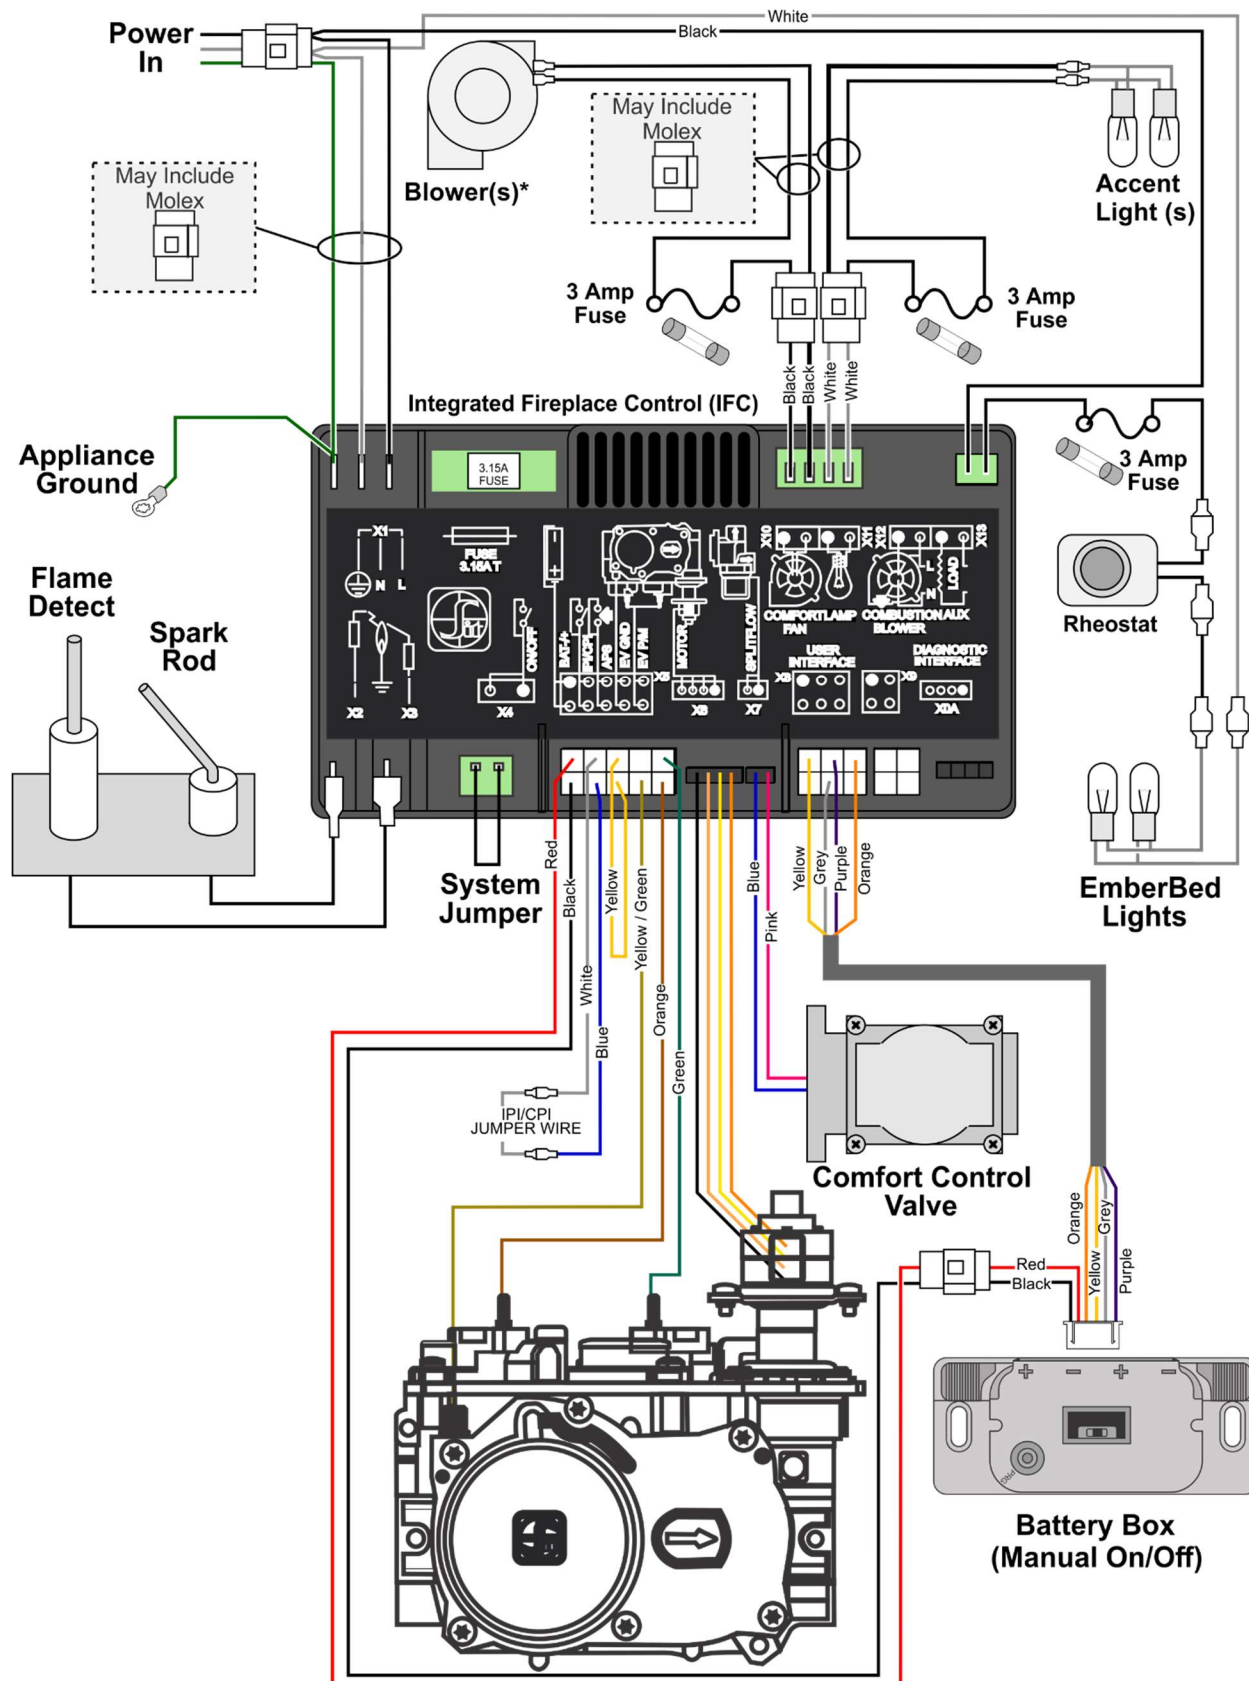 Power
In
White
Black
May Include
Molex
Blower(s)*
May Include
Molex
Accent
Light (s)
3 Amp
Fuse
3 Amp
Fuse
Black
Black
White
White
Integrated Fireplace Control (IFC)
Appliance
Ground
3.15A
FUSE
3 Amp
Fuse
X1
N
L
FUSE
3.15A T
X10
X11
X12
X13
L
N
LOAD
COMFORT
FAN
LAMP
COMBUSTION
BLOWER
AUX
Flame
Detect
Spark
Rod
Rheostat
ON/OFF
BAT-/+
IPI/CPI
APS
EV GND
EV P/M
MOTOR
SPLITFLOW
USER
INTERFACE
DIAGNOSTIC
INTERFACE
X2
X3
X4
X5
X6
X7
X8
X9
X0A
System
Jumper
Red
Black
White
Blue
Yellow
Yellow / Green
Orange
Green
Blue
Pink
Yellow
Grey
Purple
Orange
EmberBed
Lights
IPI/CPI
JUMPER WIRE
Comfort Control
Valve
Orange
Yellow
Grey
Purple
Red
Black
+ − + −
PRG
Battery Box
(Manual On/Off)